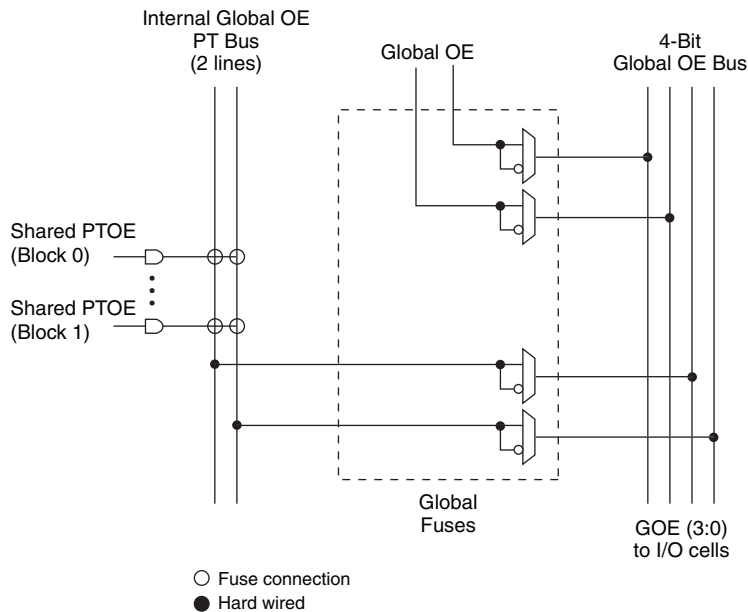 Internal Global OE
PT Bus
(2 lines)
Global OE
4-Bit
Global OE Bus
Shared PTOE
(Block 0)
Shared PTOE
(Block 1)
Global
Fuses
GOE (3:0)
to I/O cells
Fuse connection
Hard wired